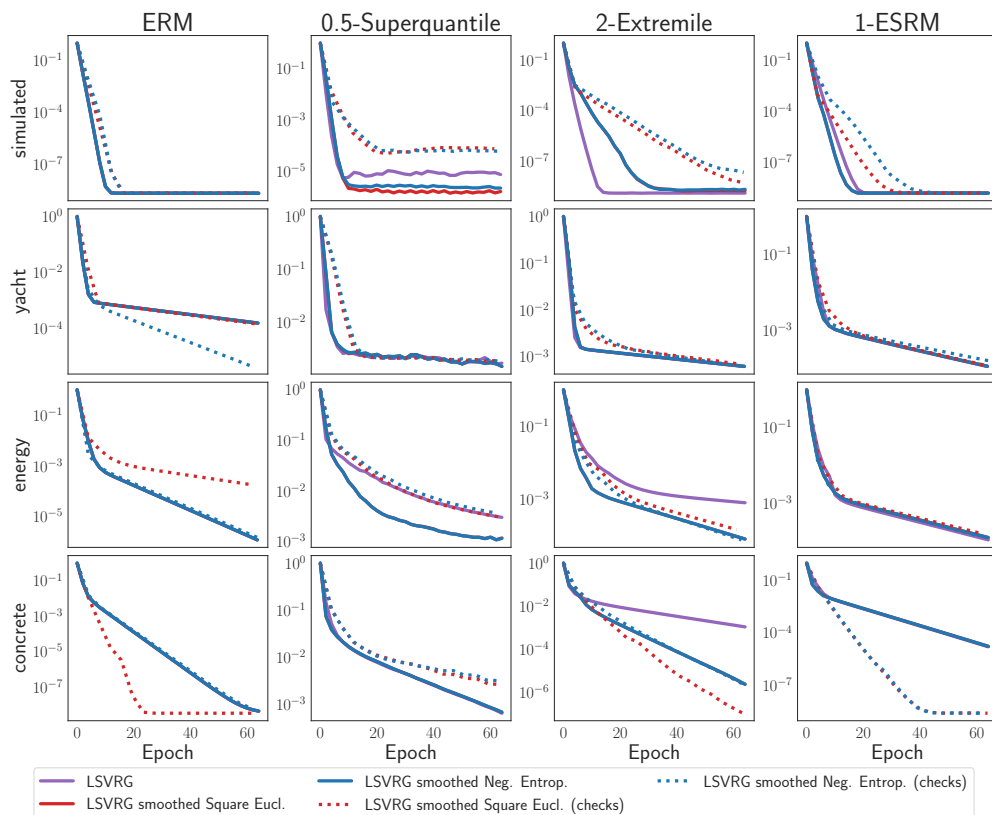 ERM 0.5-Superquantile 2-Extremile 1-ESRM
simulated
10^{-1} 10^{-4} 10^{-7}
10^{-1} 10^{-2} 10^{-3} 10^{-4} 10^{-5}
10^{-1} 10^{-4} 10^{-7}
10^{-1} 10^{-4} 10^{-7}
yacht
10^{0} 10^{-2} 10^{-4}
10^{-1} 10^{-2}
10^{0} 10^{-1} 10^{-2} 10^{-3}
10^{-1} 10^{-3}
energy
10^{-1} 10^{-3} 10^{-5}
10^{0} 10^{-1} 10^{-2} 10^{-3}
10^{-1} 10^{-3}
10^{-1} 10^{-3}
concrete
10^{-1} 10^{-3} 10^{-5} 10^{-7}
10^{0} 10^{-1} 10^{-2} 10^{-3}
10^{0} 10^{-2} 10^{-4} 10^{-6}
10^{-1} 10^{-3} 10^{-5} 10^{-7}
0 20 40 60 0 20 40 60 0 20 40 60 0 20 40 60
Epoch Epoch Epoch Epoch
LSVRG
LSVRG smoothed Square Eucl.
LSVRG smoothed Neg. Entrop.
LSVRG smoothed Square Eucl. (checks)
LSVRG smoothed Neg. Entrop. (checks)